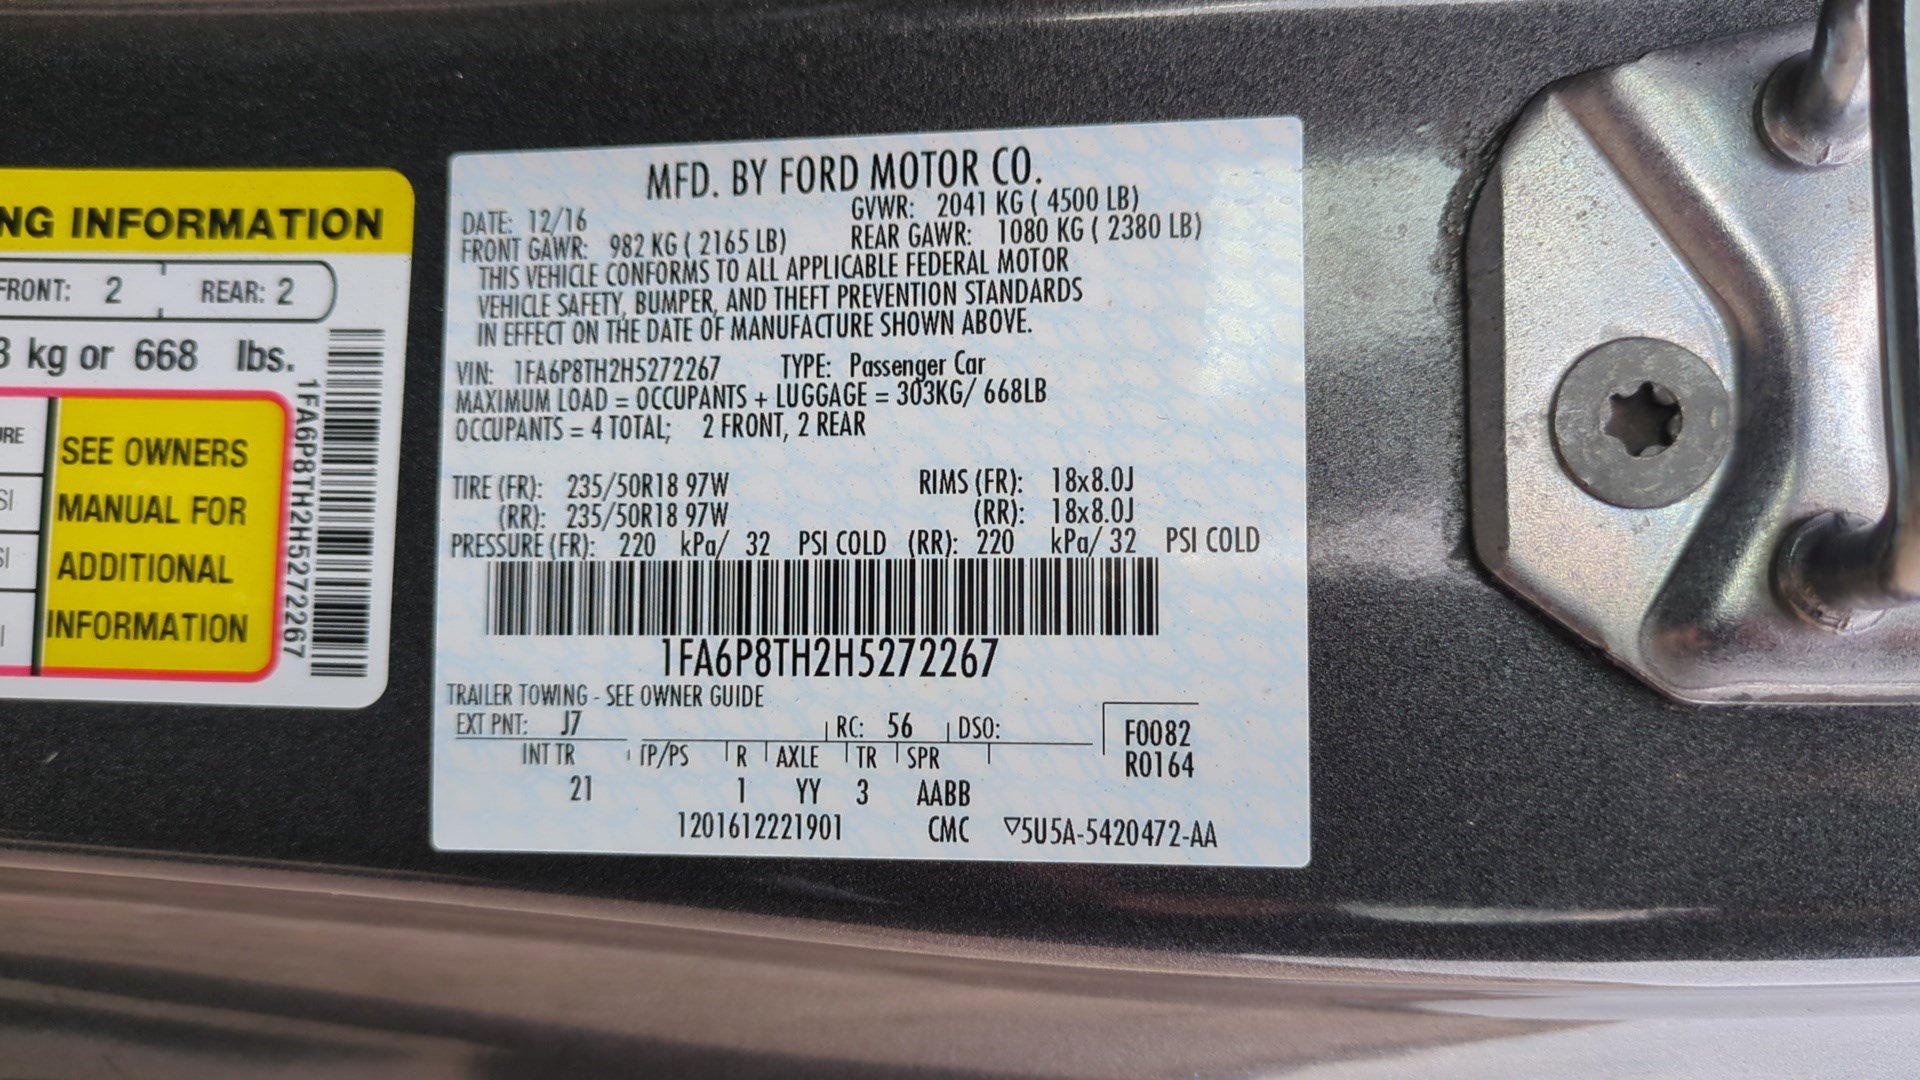 NG INFORMATION
FRONT: 2 REAR: 2
3 kg or 668 lbs.
SEE OWNERS
MANUAL FOR
ADDITIONAL
INFORMATION
1FA6P8TH2H5272267
MFD. BY FORD MOTOR CO.
DATE: 12/16 GVWR: 2041 KG ( 4500 LB)
FRONT GAWR: 982 KG ( 2165 LB) REAR GAWR: 1080 KG ( 2380 LB)
THIS VEHICLE CONFORMS TO ALL APPLICABLE FEDERAL MOTOR
VEHICLE SAFETY, BUMPER, AND THEFT PREVENTION STANDARDS
IN EFFECT ON THE DATE OF MANUFACTURE SHOWN ABOVE.
VIN: 1FA6P8TH2H5272267 TYPE: Passenger Car
MAXIMUM LOAD = OCCUPANTS + LUGGAGE = 303KG/ 668LB
OCCUPANTS = 4 TOTAL; 2 FRONT, 2 REAR
TIRE (FR): 235/50R18 97W RIMS (FR): 18x8.0J
(RR): 235/50R18 97W (RR): 18x8.0J
PRESSURE (FR): 220 kPa/ 32 PSI COLD (RR): 220 kPa/ 32 PSI COLD
1FA6P8TH2H5272267
TRAILER TOWING - SEE OWNER GUIDE
EXT PNT: J7 RC: 56 DSO: F0082
INT TR TP/PS R AXLE TR SPR R0164
21 1 YY 3 AABB
1201612221901 CMC ▽5U5A-5420472-AA